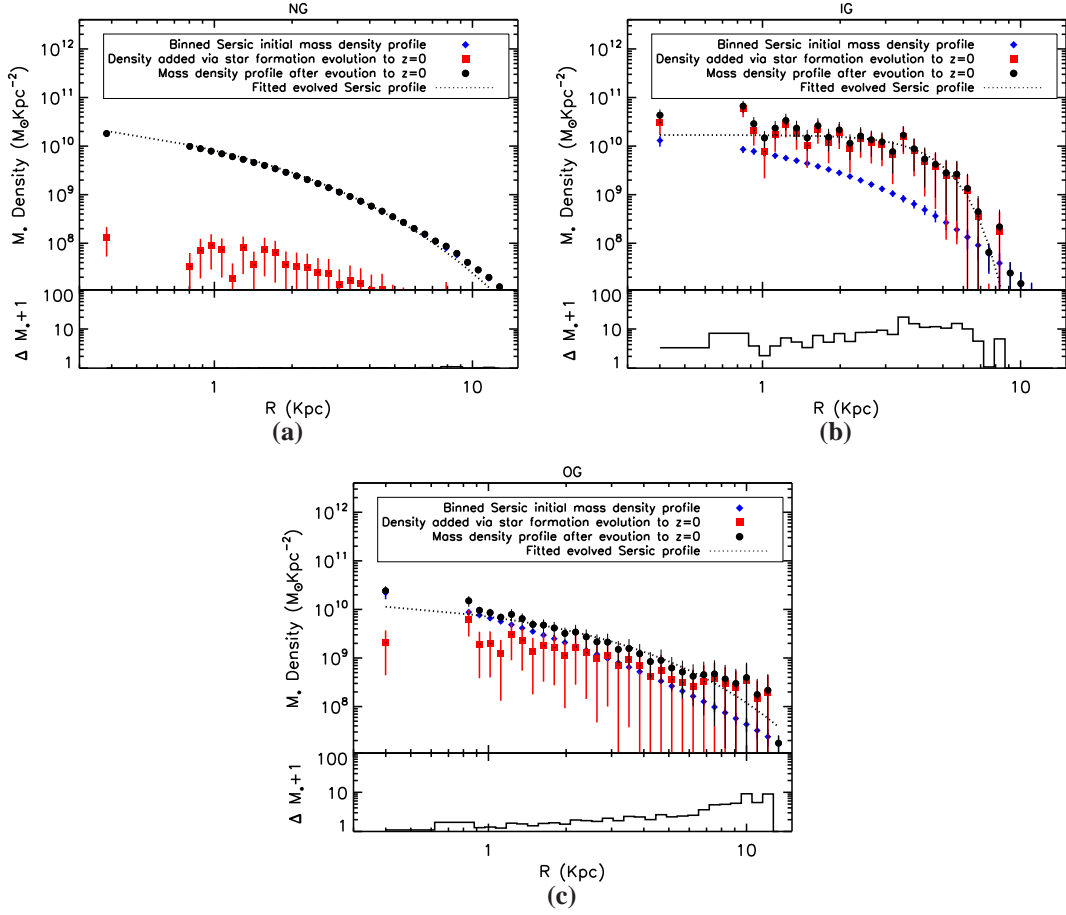 NG
10¹²
10¹¹
10¹⁰
10⁹
10⁸
M⋆ Density (M⊙Kpc⁻²)
Binned Sersic initial mass density profile
Density added via star formation evolution to z=0
Mass density profile after evoution to z=0
Fitted evolved Sersic profile
100
10
1
Δ M⋆+1
1 10
R (Kpc)
(a)
IG
10¹²
10¹¹
10¹⁰
10⁹
10⁸
M⋆ Density (M⊙Kpc⁻²)
Binned Sersic initial mass density profile
Density added via star formation evolution to z=0
Mass density profile after evoution to z=0
Fitted evolved Sersic profile
100
10
1
Δ M⋆+1
1 10
R (Kpc)
(b)
OG
10¹²
10¹¹
10¹⁰
10⁹
10⁸
M⋆ Density (M⊙Kpc⁻²)
Binned Sersic initial mass density profile
Density added via star formation evolution to z=0
Mass density profile after evoution to z=0
Fitted evolved Sersic profile
100
10
1
Δ M⋆+1
1 10
R (Kpc)
(c)